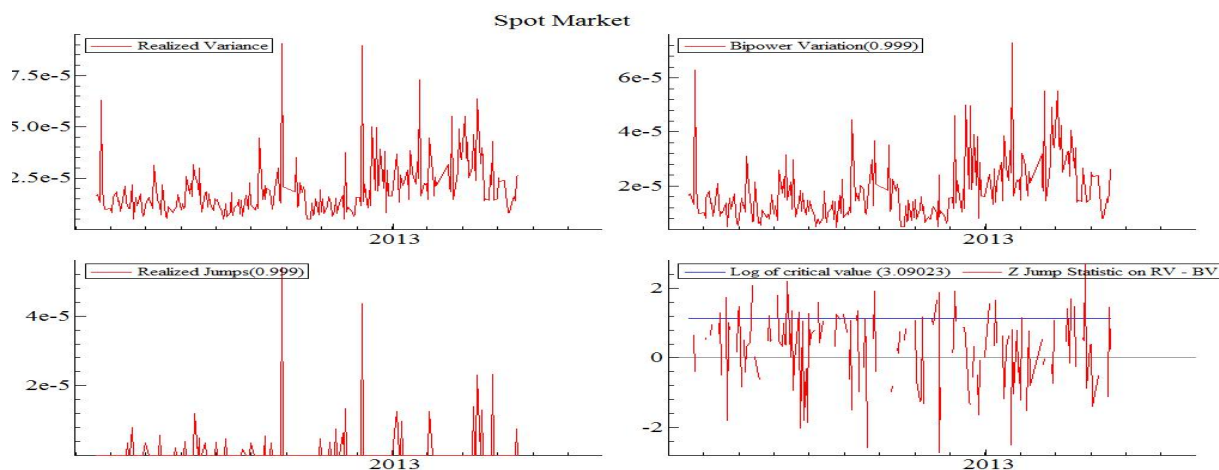 Spot Market
Realized Variance
7.5e-5
5.0e-5
2.5e-5
2013
Bipower Variation(0.999)
6e-5
4e-5
2e-5
2013
Realized Jumps(0.999)
4e-5
2e-5
2013
Log of critical value (3.09023) Z Jump Statistic on RV - BV
2
1
0
-2
2013